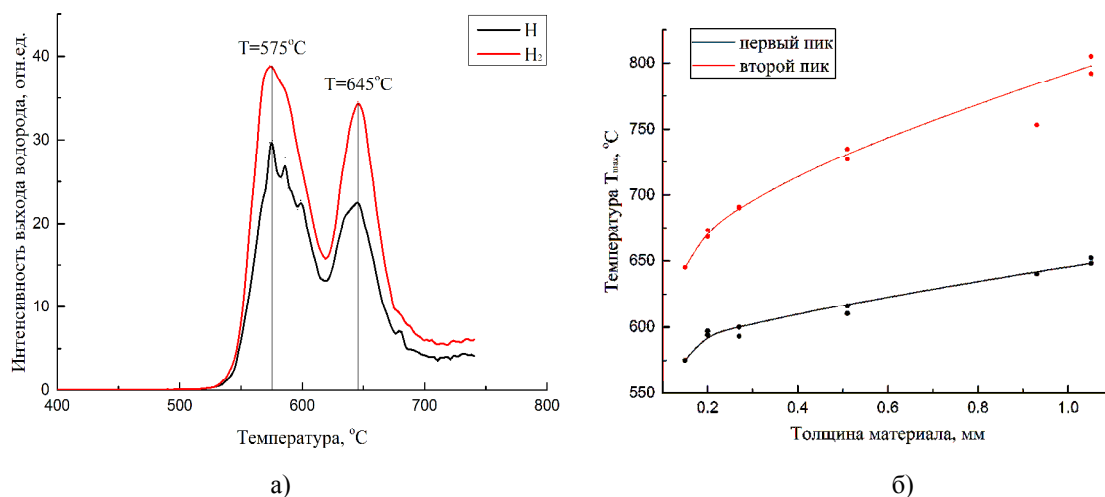 T=575°C
T=645°C
H
H₂
Интенсивность выхода водорода, отн.ед.
40
30
20
10
0
400
500
600
700
800
Температура, °C
а)
первый пик
второй пик
Температура Tmax, °C
800
750
700
650
600
550
0.2
0.4
0.6
0.8
1.0
Толщина материала, мм
б)